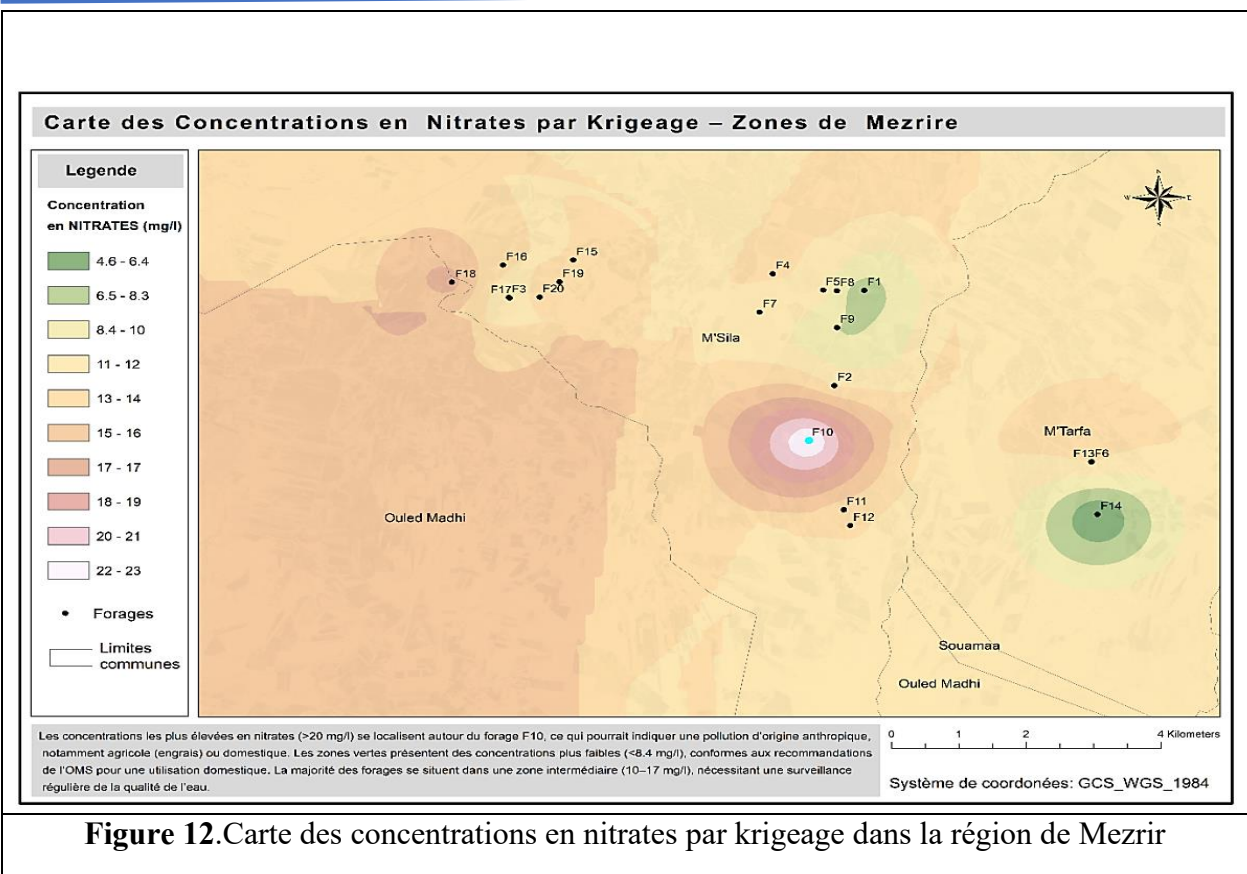 Carte des Concentrations en Nitrates par Krigeage – Zones de Mezrire
Legende
Concentration
en NITRATES (mg/l)
4.6 - 6.4
6.5 - 8.3
8.4 - 10
11 - 12
13 - 14
15 - 16
17 - 17
18 - 19
20 - 21
22 - 23
Forages
Limites
communes
N
W E
S
F15
F16
F18
F19
F17F3
F20
F4
F5F8
F1
F7
F9
M'Sila
F2
F10
M'Tarfa
F13F6
F11
F14
F12
Ouled Madhi
Souamaa
Ouled Madhi
Les concentrations les plus élevées en nitrates (>20 mg/l) se localisent autour du forage F10, ce qui pourrait indiquer une pollution d'origine anthropique,
notamment agricole (engrais) ou domestique. Les zones vertes présentent des concentrations plus faibles (<8.4 mg/l), conformes aux recommandations
de l'OMS pour une utilisation domestique. La majorité des forages se situent dans une zone intermédiaire (10–17 mg/l), nécessitant une surveillance
régulière de la qualité de l'eau.
0 1 2 4 Kilometers
Système de coordonées: GCS_WGS_1984
Figure 12.Carte des concentrations en nitrates par krigeage dans la région de Mezrir